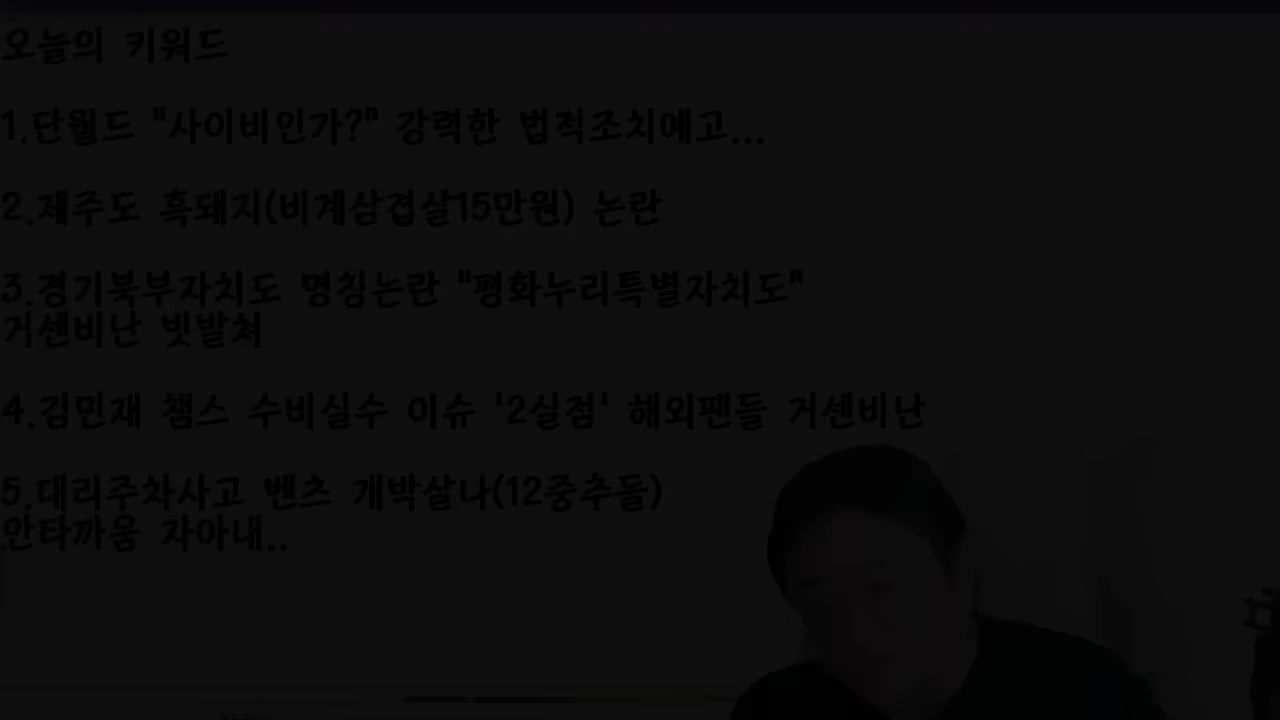 오늘의 키워드
1.단월드 "사이비인가?" 강력한 법적조치예고...
2.제주도 흑돼지(비계삼겹살15만원) 논란
3.경기북부자치도 명칭논란 "평화누리특별자치도"
거센비난 빗발쳐
4.김민재 챔스 수비실수 이슈 '2실점' 해외팬들 거센비난
5.대리주차사고 벤츠 개박살나(12중추돌)
안타까움 자아내..